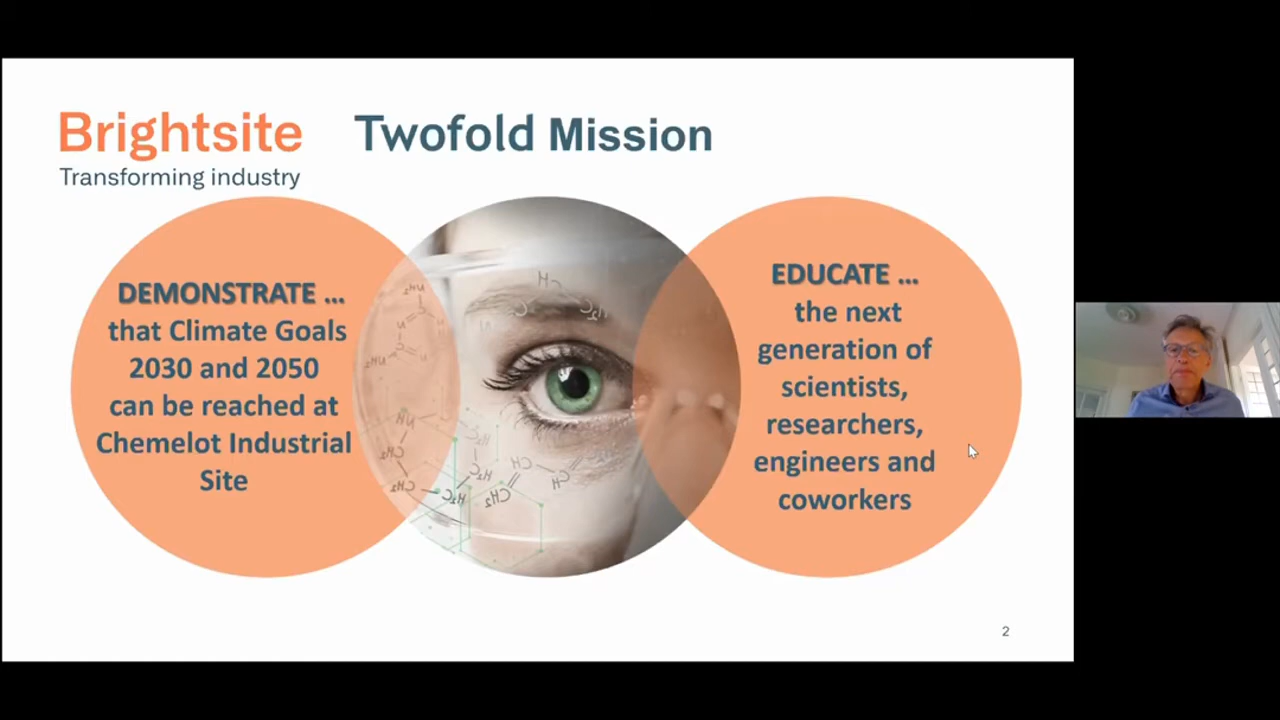 Brightsite
Twofold Mission
Transforming industry
DEMONSTRATE ...
that Climate Goals
2030 and 2050
can be reached at
Chemelot Industrial
Site
EDUCATE ...
the next
generation of
scientists,
researchers,
engineers and
coworkers
2